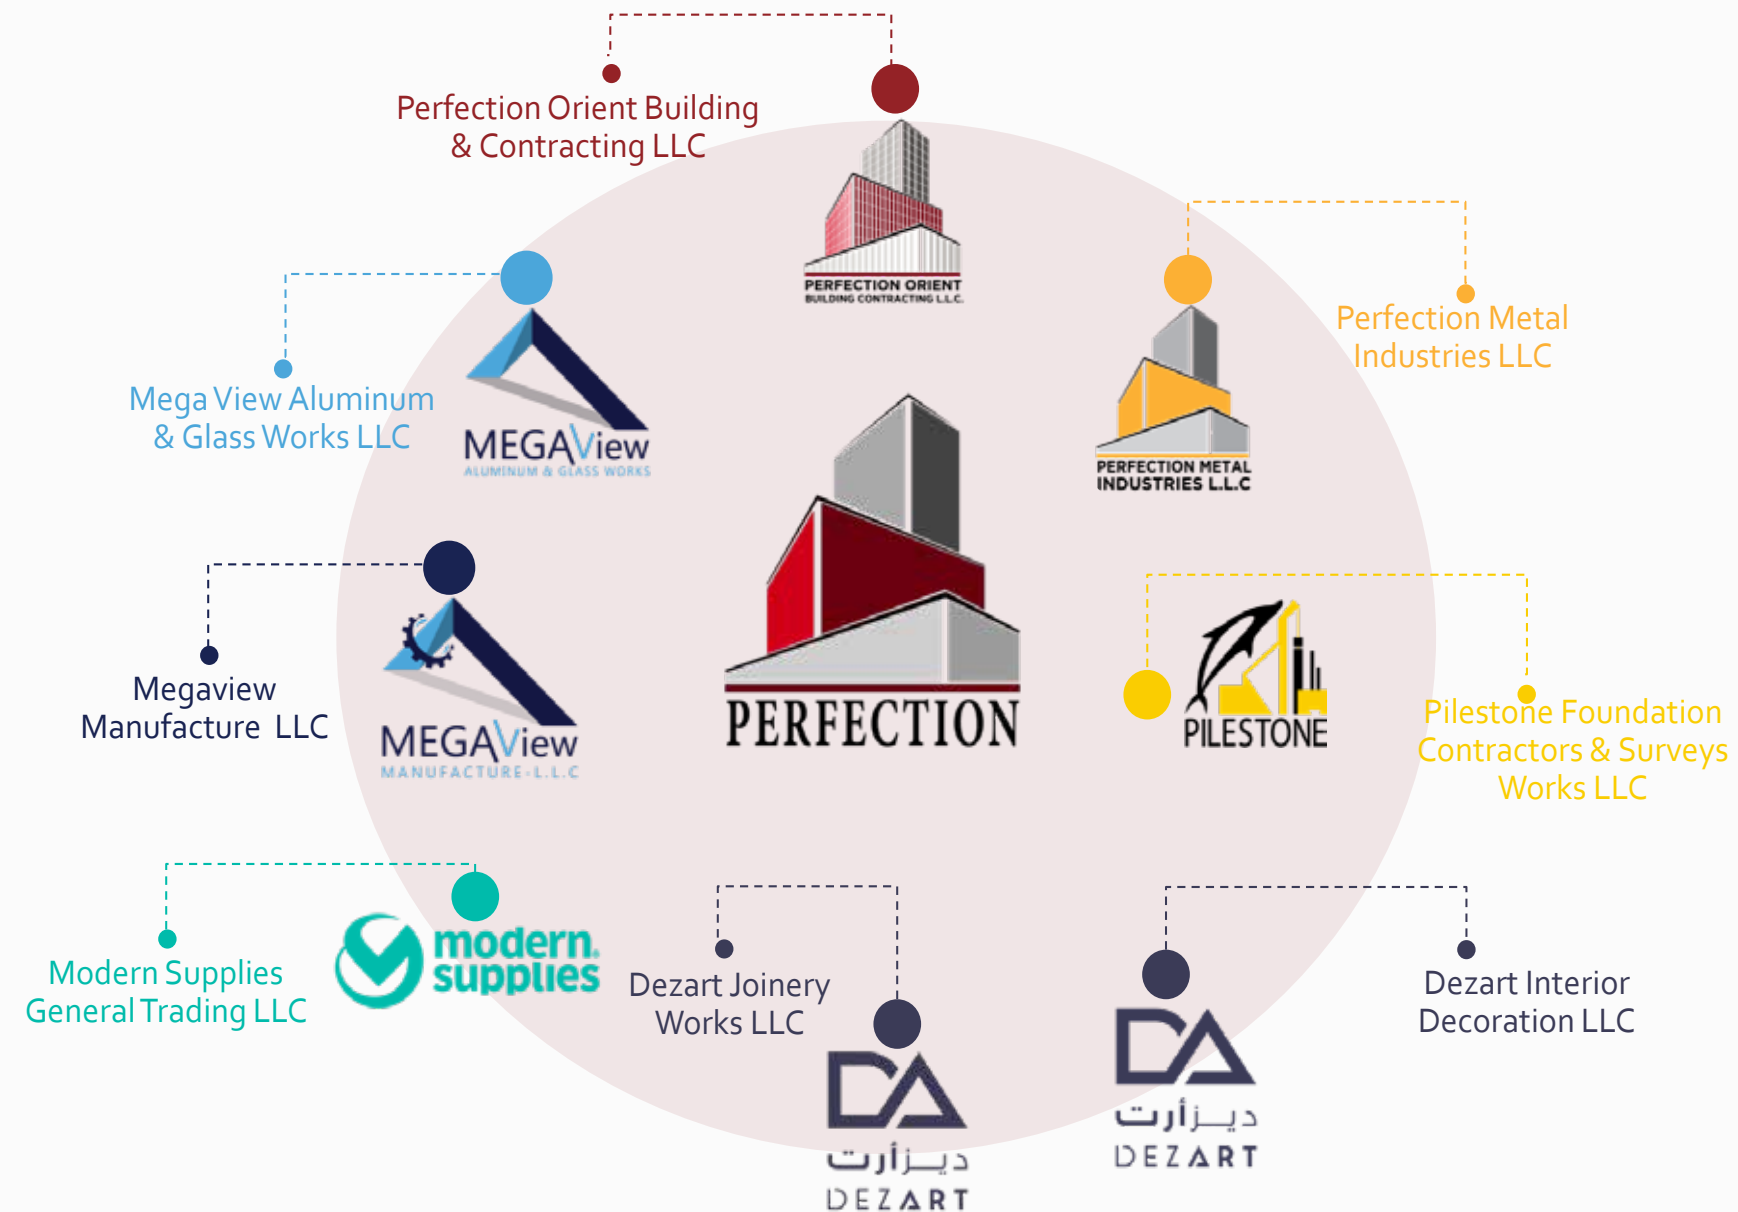 Perfection Orient Building
& Contracting LLC
PERFECTION ORIENT
BUILDING CONTRACTING L.L.C.
Perfection Metal
Industries LLC
PERFECTION METAL
INDUSTRIES L.L.C
Mega View Aluminum
& Glass Works LLC
MEGAView
ALUMINUM & GLASS WORKS
PERFECTION
Megaview
Manufacture LLC
MEGAView
MANUFACTURE-L.L.C
PILESTONE
Pilestone Foundation
Contractors & Surveys
Works LLC
Modern Supplies
General Trading LLC
modern.
supplies
Dezart Joinery
Works LLC
ديزأرت
DEZART
Dezart Interior
Decoration LLC
ديزأرت
DEZART